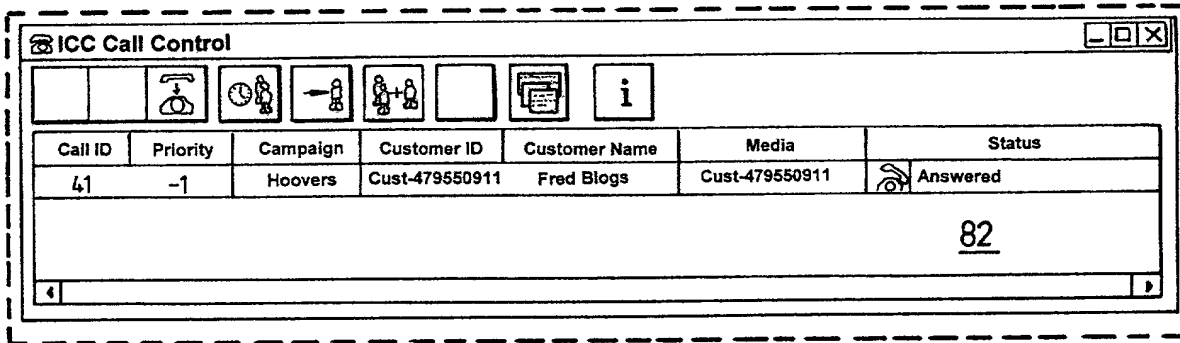 ICC Call Control
i
Call ID Priority Campaign Customer ID Customer Name Media Status
41 -1 Hoovers Cust-479550911 Fred Blogs Cust-479550911 Answered
82